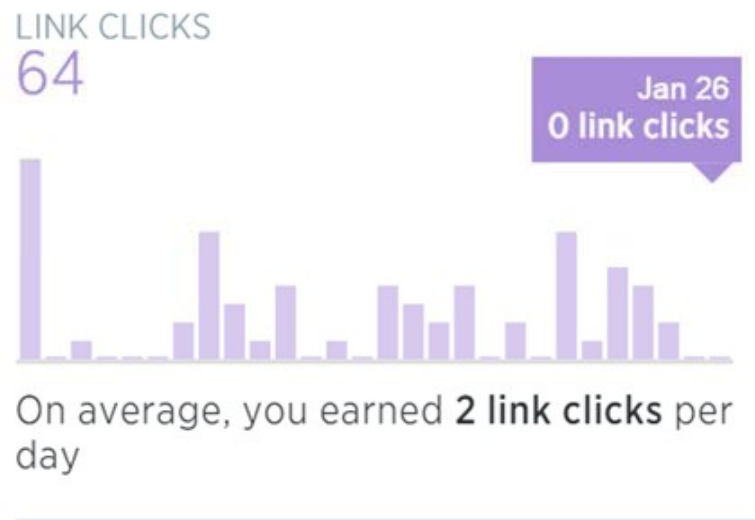 LINK CLICKS
64
Jan 26
0 link clicks
On average, you earned 2 link clicks per
day